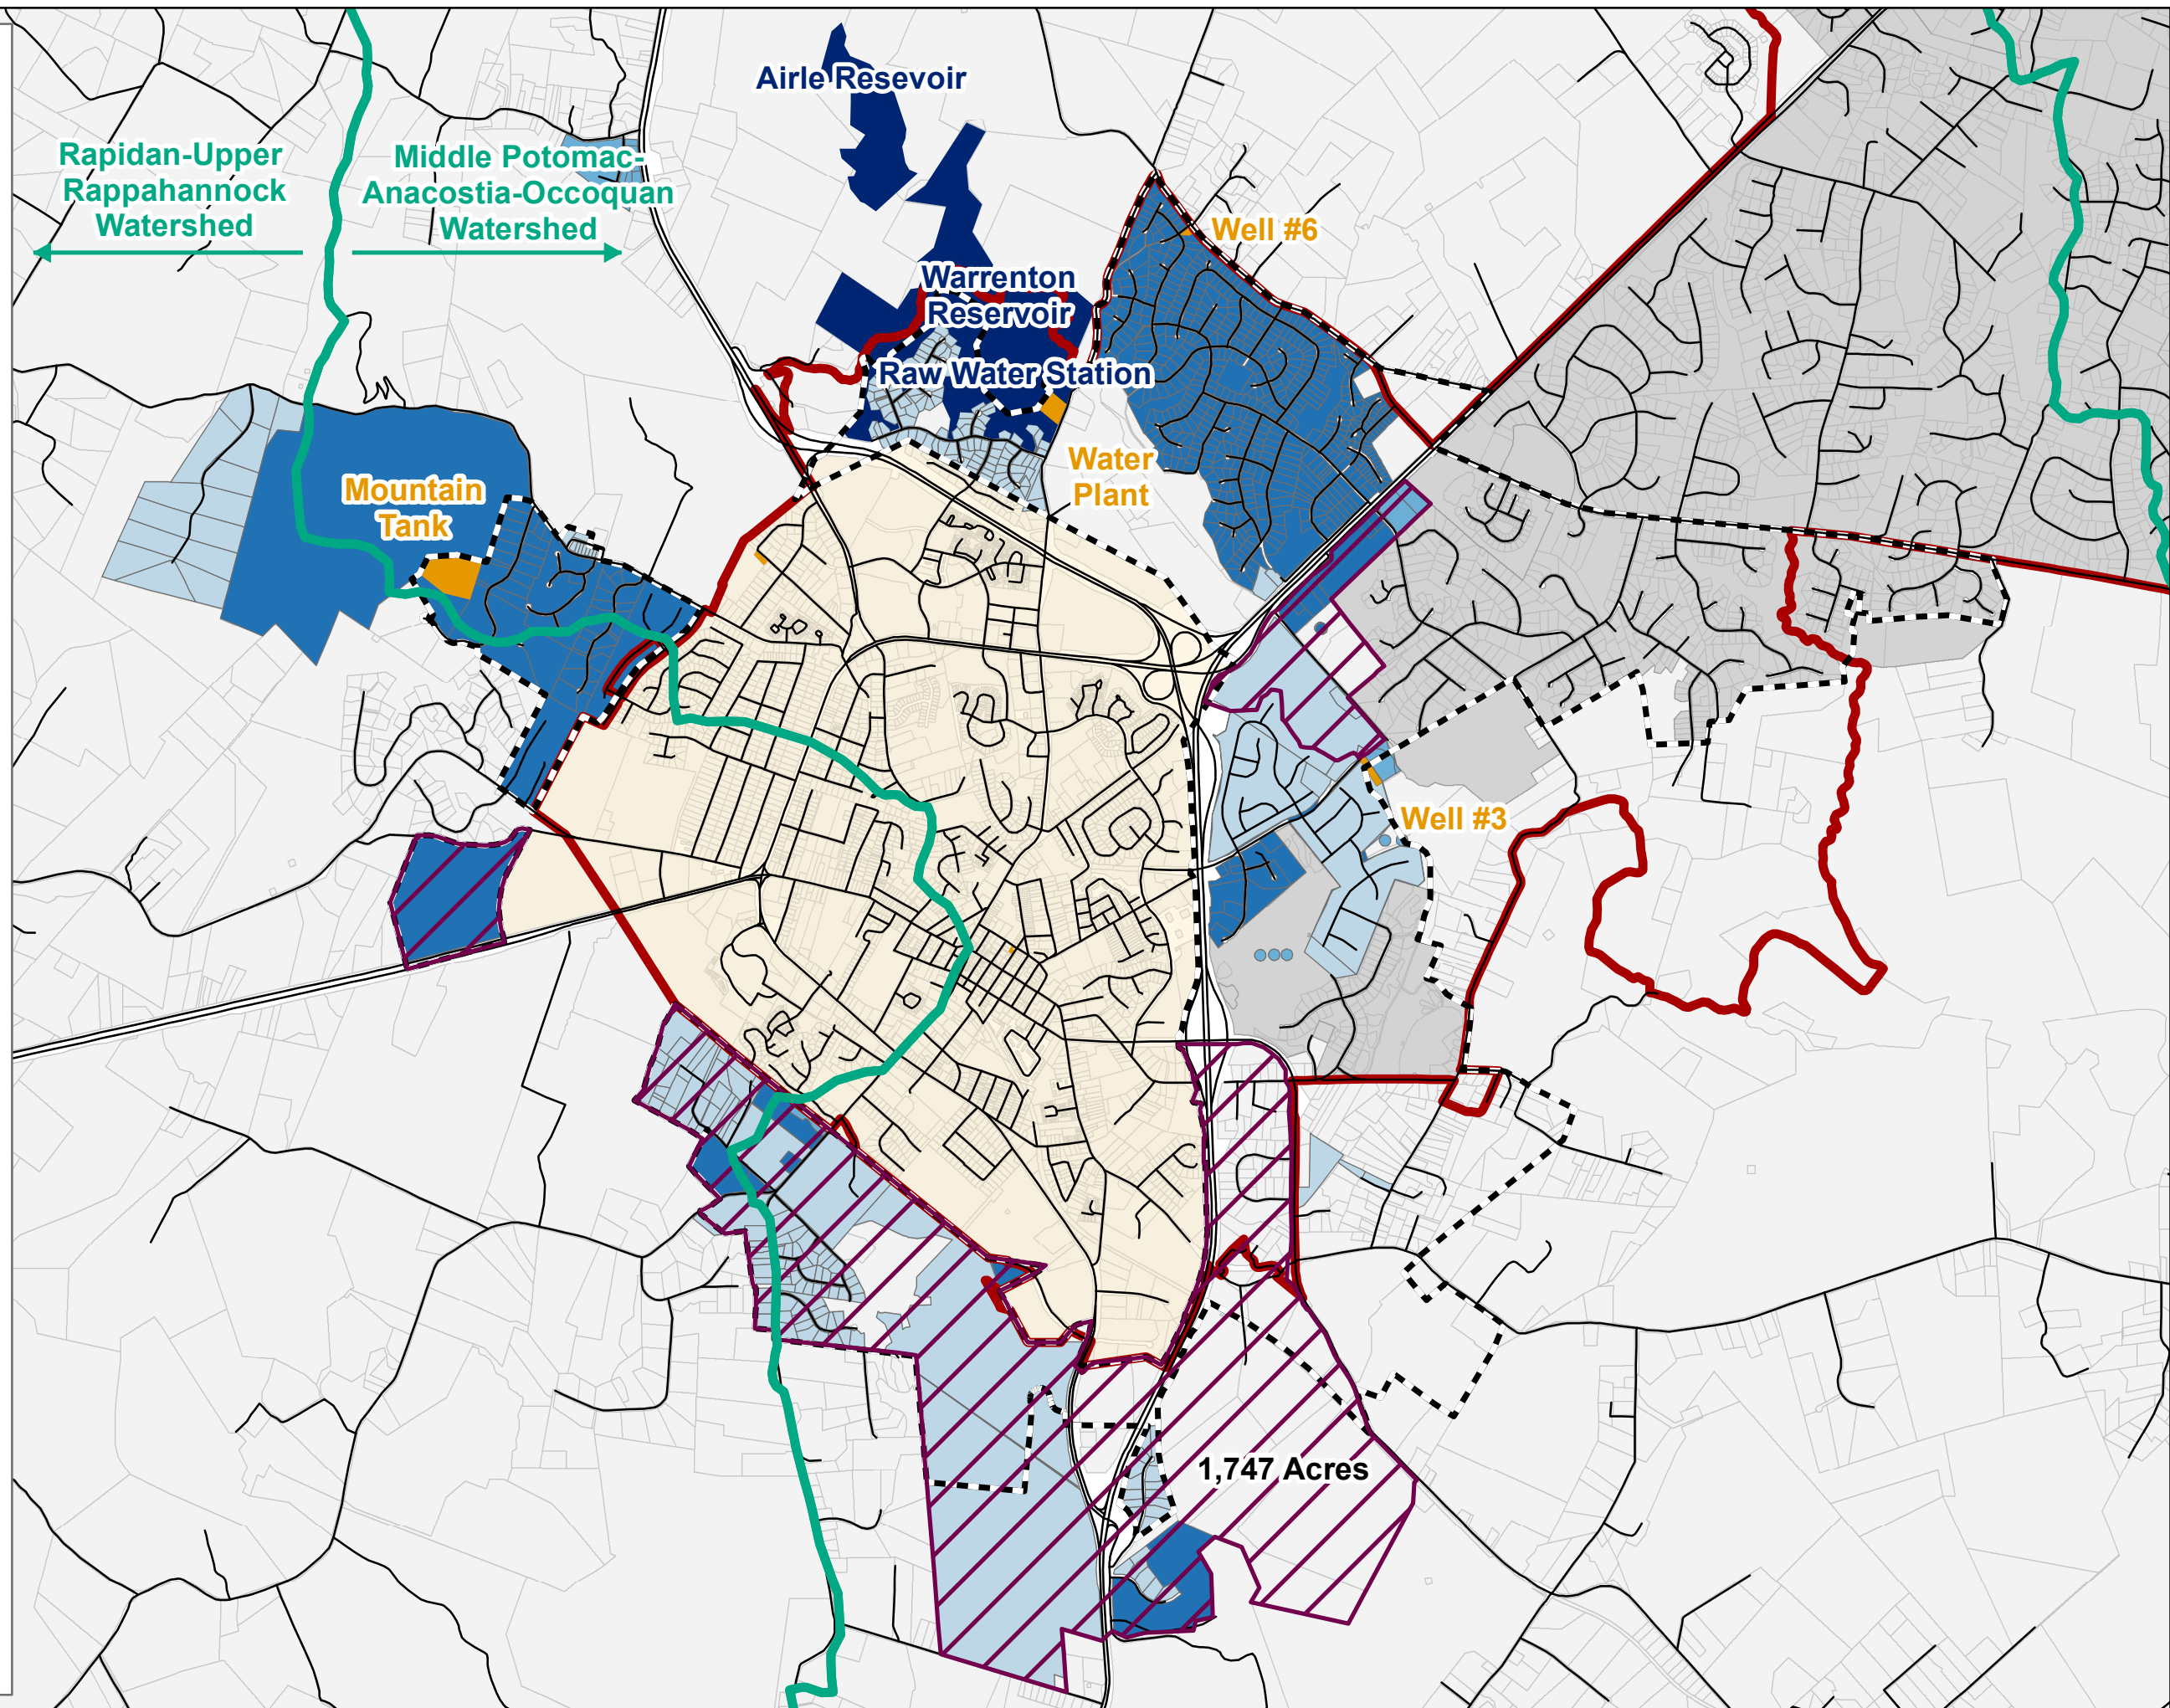 Airle Resevoir
Rapidan-Upper
Rappahannock
Watershed
Middle Potomac-
Anacostia-Occoquan
Watershed
Well #6
Warrenton
Reservoir
Raw Water Station
Water
Plant
Mountain
Tank
Well #3
1,747 Acres